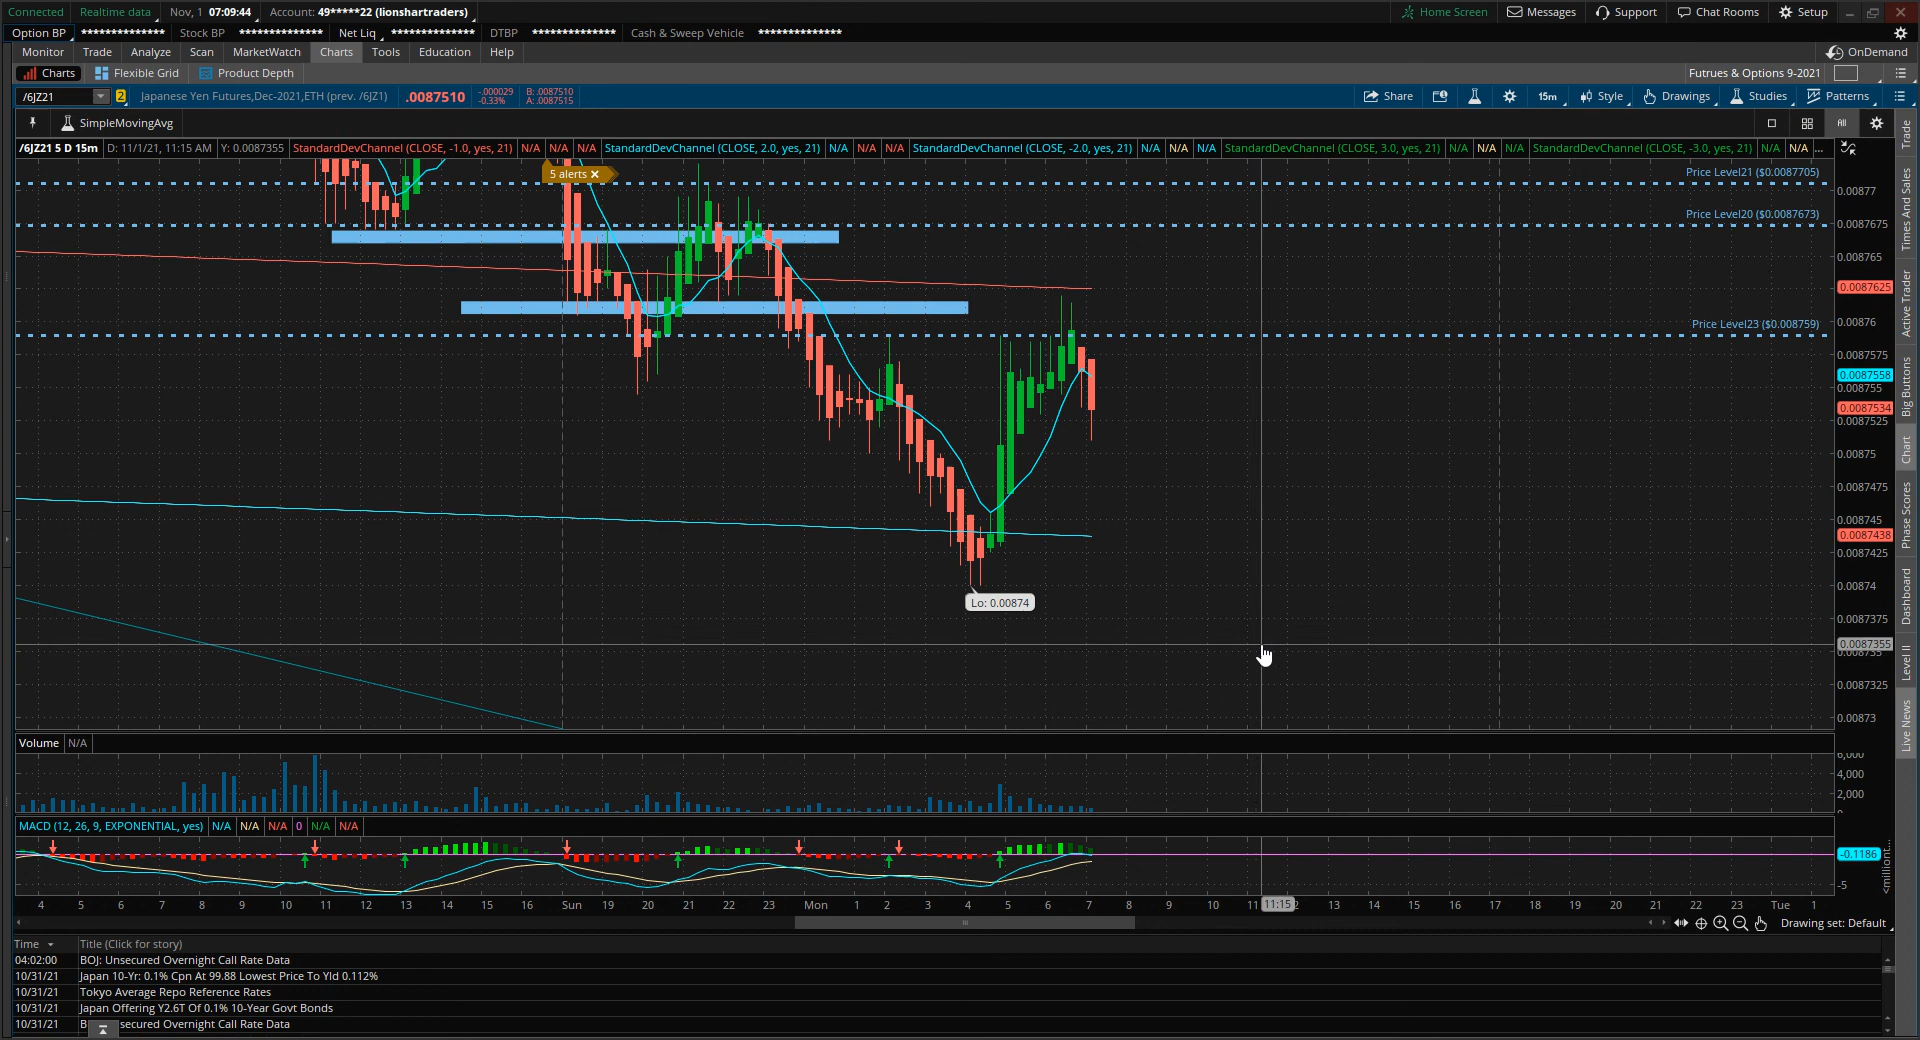 Connected Realtime data Nov, 1 07:09:44 Account: 49*****22 (lionshartraders) Home Screen Messages Support Chat Rooms Setup
Option BP ************** Stock BP ************** Net Liq ************** DTBP ************** Cash & Sweep Vehicle **************
Monitor Trade Analyze Scan MarketWatch Charts Tools Education Help OnDemand
Charts Flexible Grid Product Depth Futrues & Options 9-2021
/6JZ21 2 Japanese Yen Futures,Dec-2021,ETH (prev. /6JZ1) .0087510 -.000029 -0.33% B: .0087510 A: .0087515 Share 15m Style Drawings Studies Patterns
SimpleMovingAvg All
/6JZ21 5 D 15m D: 11/1/21, 11:15 AM Y: 0.0087355 StandardDevChannel (CLOSE, -1.0, yes, 21) N/A N/A N/A StandardDevChannel (CLOSE, 2.0, yes, 21) N/A N/A N/A StandardDevChannel (CLOSE, -2.0, yes, 21) N/A N/A N/A StandardDevChannel (CLOSE, 3.0, yes, 21) N/A N/A N/A StandardDevChannel (CLOSE, -3.0, yes, 21) N/A N/A ...
5 alerts ×
Price Level21 ($0.0087705)
0.00877
Price Level20 ($0.0087673)
0.0087675
0.008765
0.0087625
0.00876
Price Level23 ($0.008759)
0.0087575
0.0087558
0.008755
0.0087534
0.0087525
0.00875
0.0087475
0.008745
0.0087438
0.0087425
0.00874
Lo: 0.00874
0.0087375
0.0087355
0.008735
0.0087325
0.00873
Trade
Times And Sales
Active Trader
Big Buttons
Chart
Phase Scores
Dashboard
Level II
Live News
Volume N/A
6,000
4,000
2,000
0
MACD (12, 26, 9, EXPONENTIAL, yes) N/A N/A N/A 0 N/A N/A
-0.1186
-5
<milliont...
4 5 6 7 8 9 10 11 12 13 14 15 16 Sun 19 20 21 22 23 Mon 1 2 3 4 5 6 7 8 9 10 11 11:15 13 14 15 16 17 18 19 20 21 22 23 Tue 1
Drawing set: Default
Time Title (Click for story)
04:02:00 BOJ: Unsecured Overnight Call Rate Data
10/31/21 Japan 10-Yr: 0.1% Cpn At 99.88 Lowest Price To Yld 0.112%
10/31/21 Tokyo Average Repo Reference Rates
10/31/21 Japan Offering Y2.6T Of 0.1% 10-Year Govt Bonds
10/31/21 B secured Overnight Call Rate Data